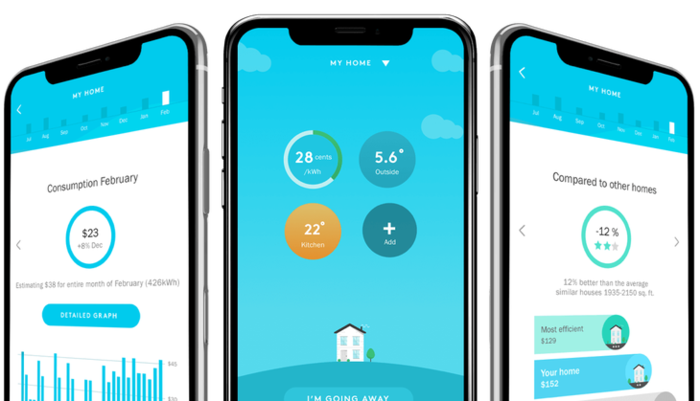 MY HOME
Jul Aug Sep Oct Nov Dec Jan Feb
Consumption February
$23
+8% Dec
Estimating $38 for entire month of February (426kWh)
DETAILED GRAPH
$45
$30
MY HOME
28 cents
/kWh
5.6°
Outside
22°
Kitchen
+
Add
I'M GOING AWAY
MY HOME
Jul Aug Sep Oct Nov Dec Jan Feb
Compared to other homes
-12 %
12% better than the average
similar houses 1935-2150 sq. ft.
Most efficient
$129
Your home
$152